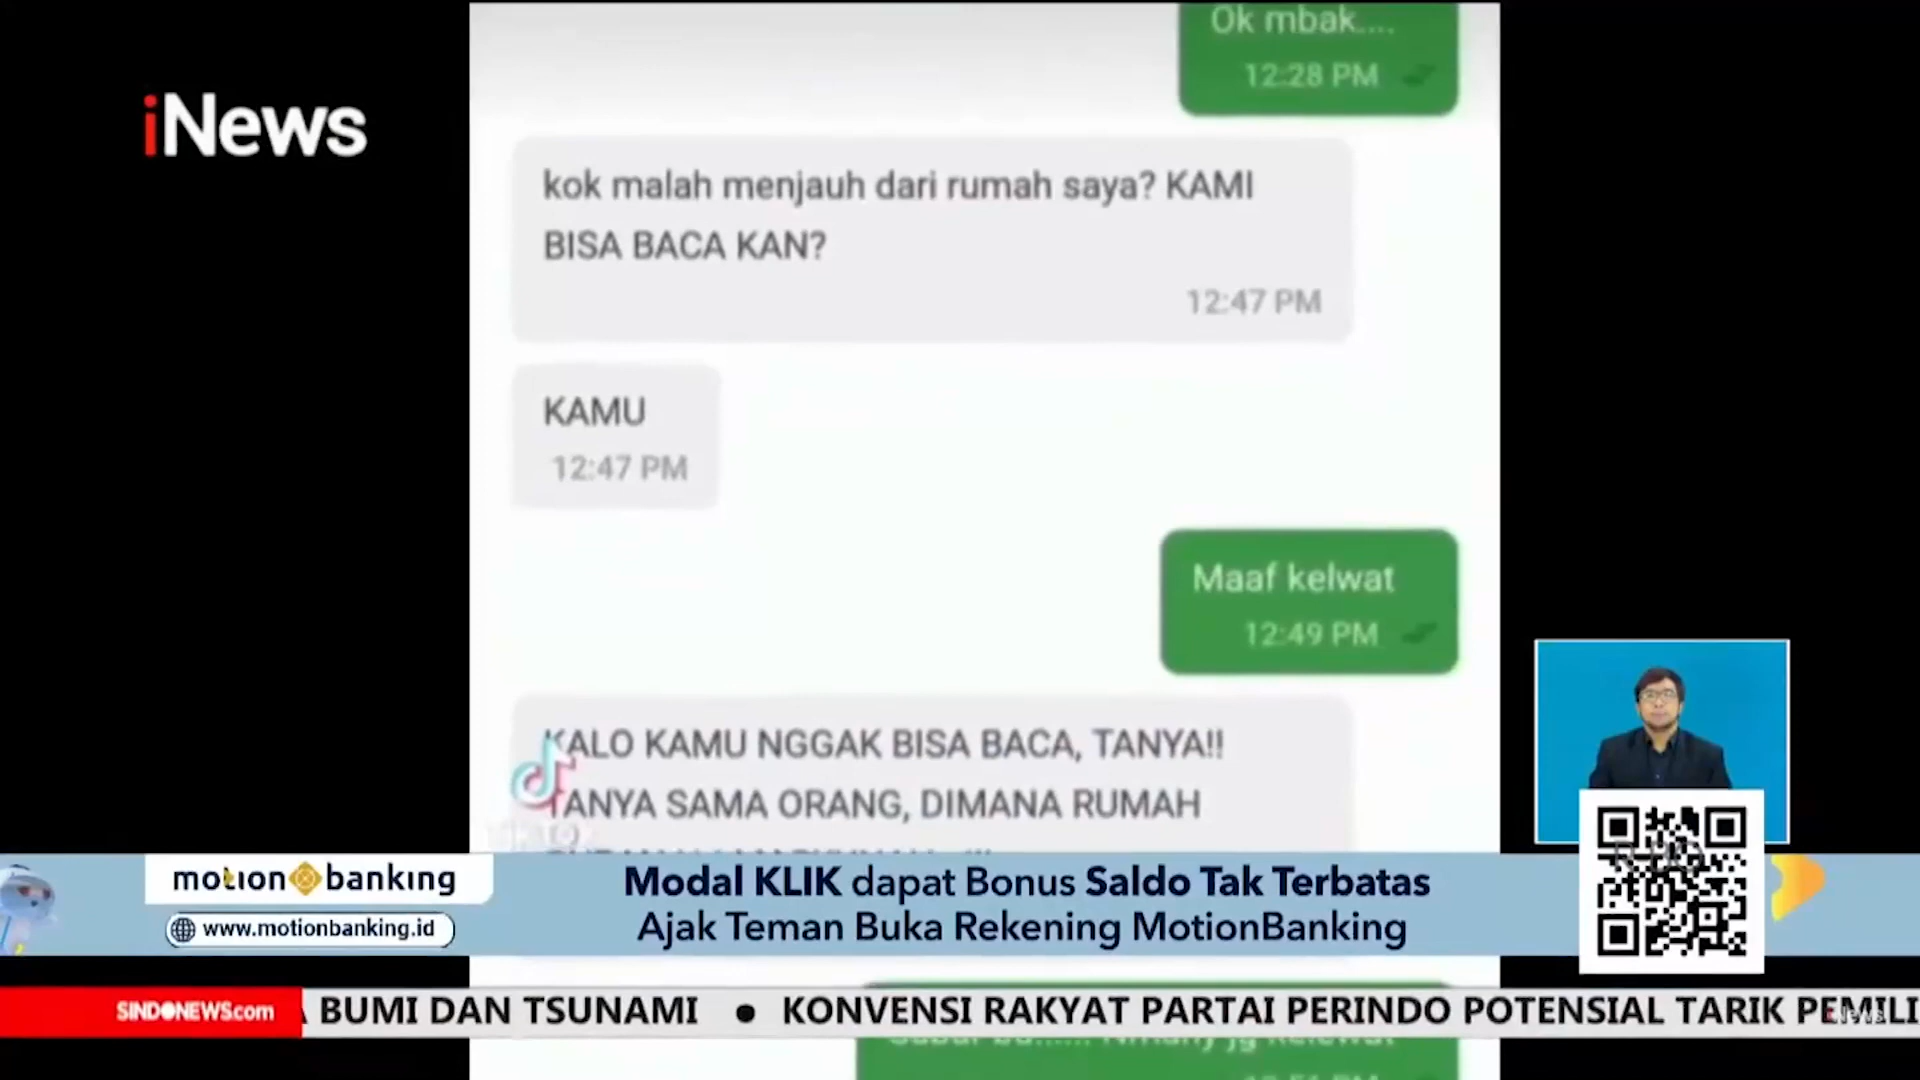 Ok mbak....
12:28 PM
iNews
kok malah menjauh dari rumah saya? KAMI
BISA BACA KAN?
12:47 PM
KAMU
12:47 PM
Maaf kelwat
12:49 PM
KALO KAMU NGGAK BISA BACA, TANYA!!
TANYA SAMA ORANG, DIMANA RUMAH
motion banking
www.motionbanking.id
Modal KLIK dapat Bonus Saldo Tak Terbatas
Ajak Teman Buka Rekening MotionBanking
SINDONEWS.com
A BUMI DAN TSUNAMI • KONVENSI RAKYAT PARTAI PERINDO POTENSIAL TARIK PEMILI
iNews